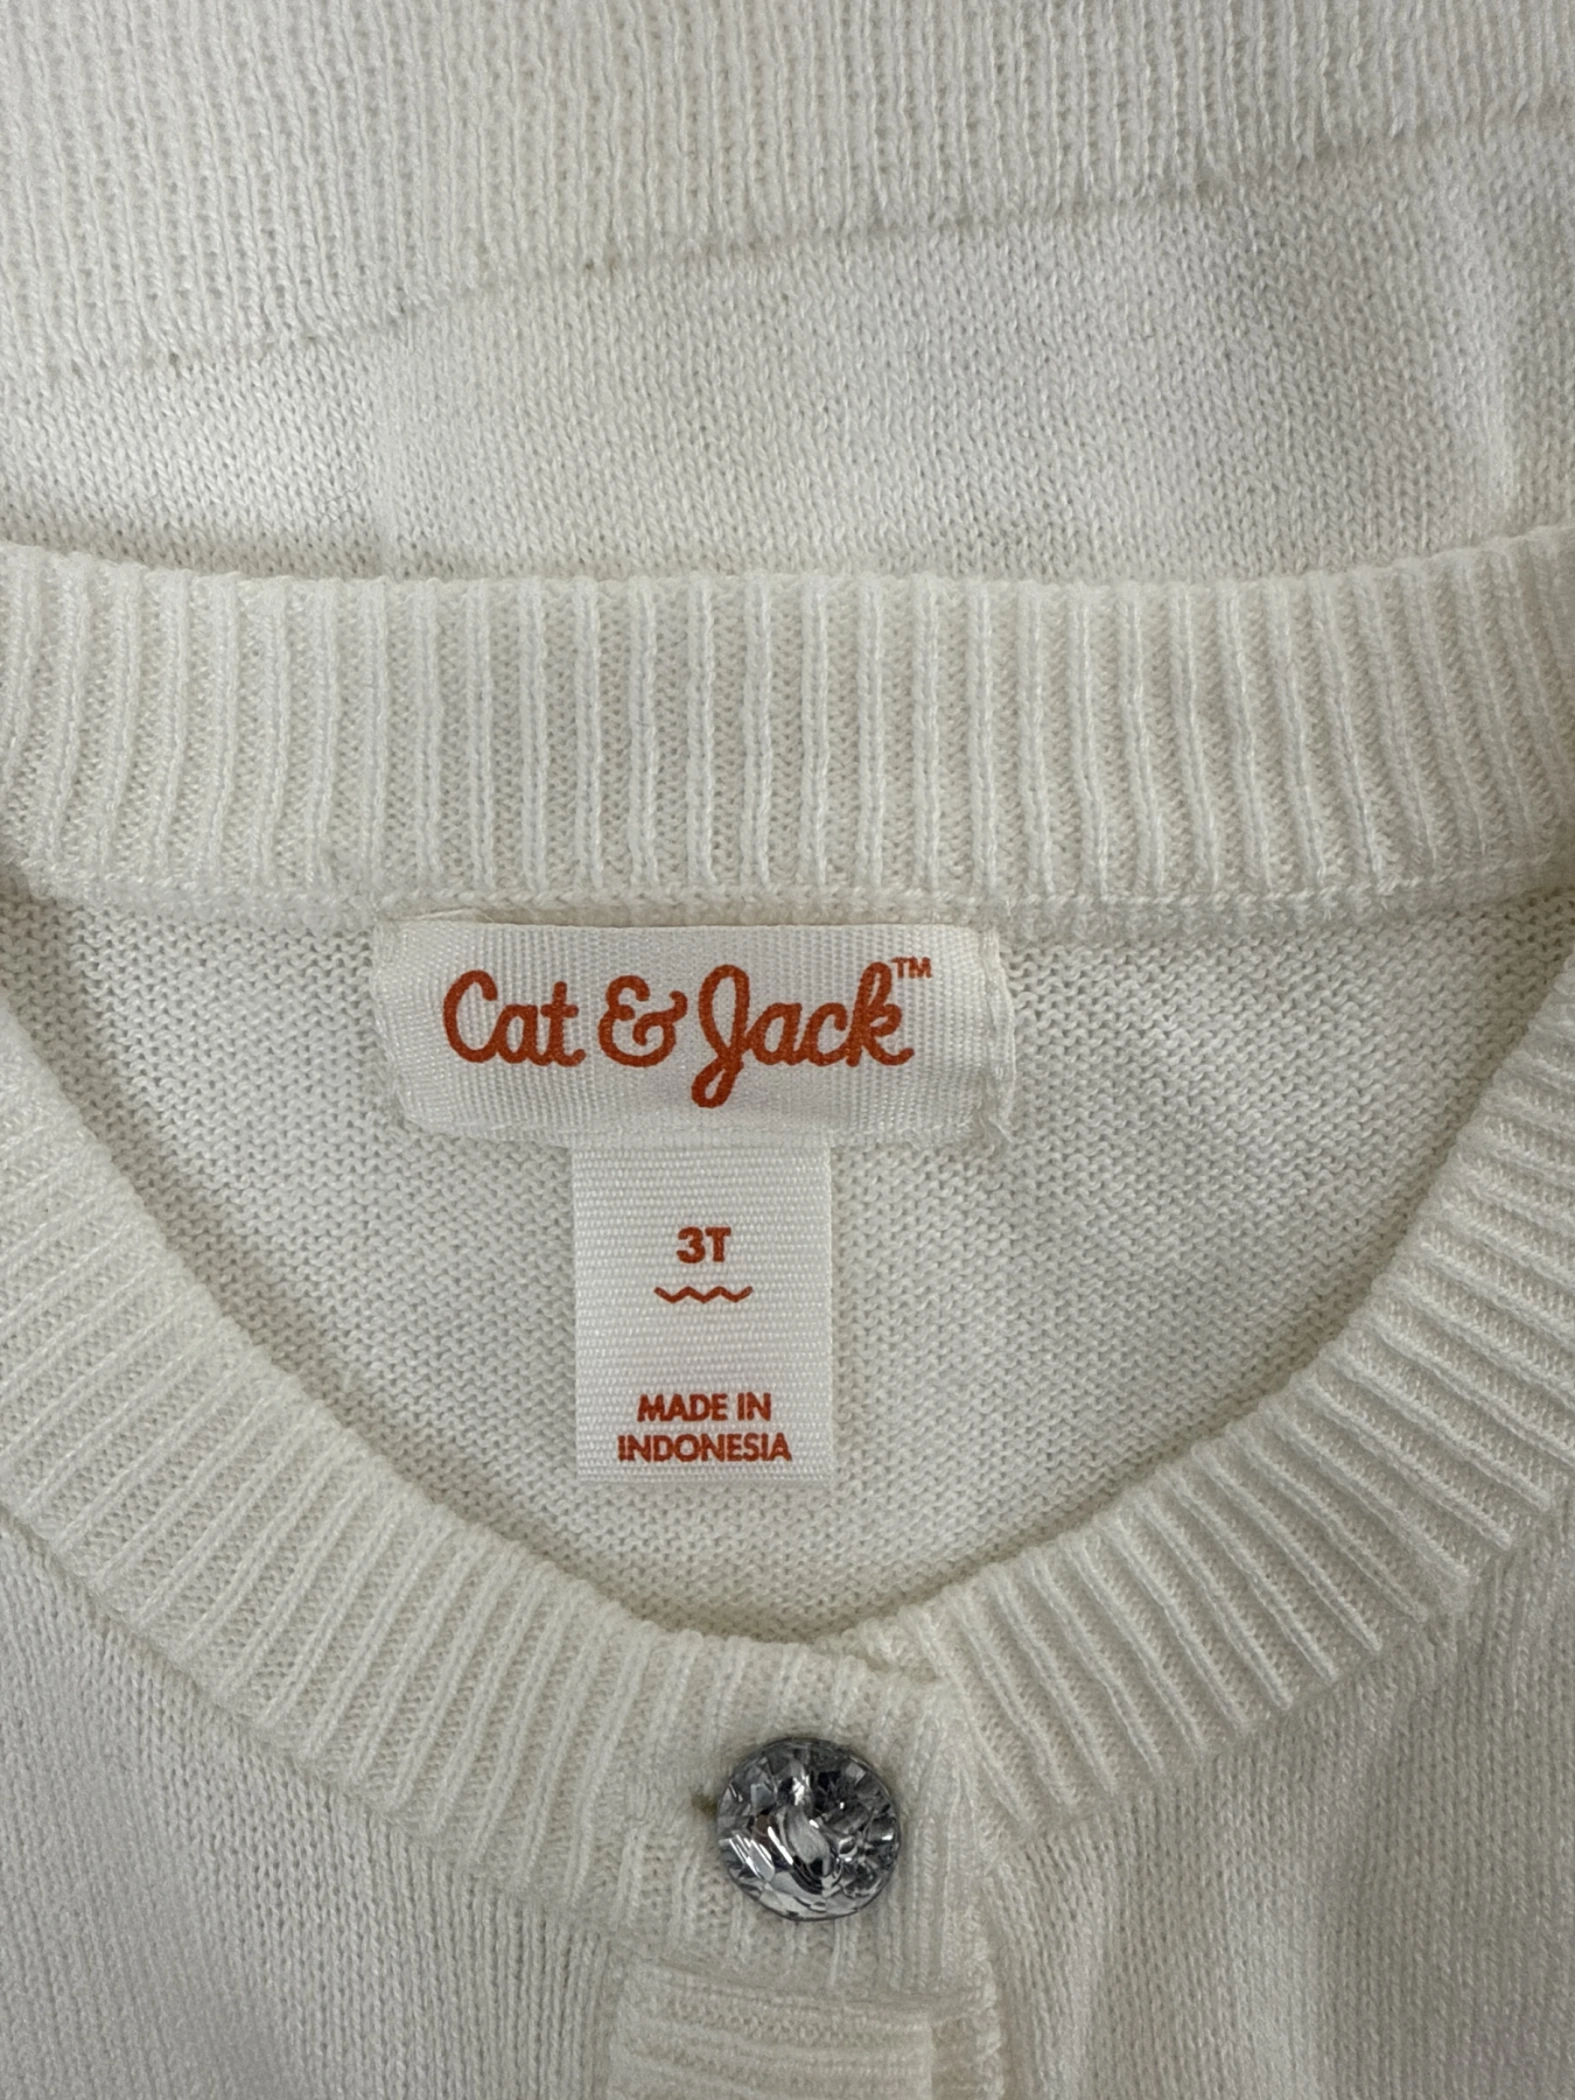 Cat & Jack™
3T
MADE IN
INDONESIA